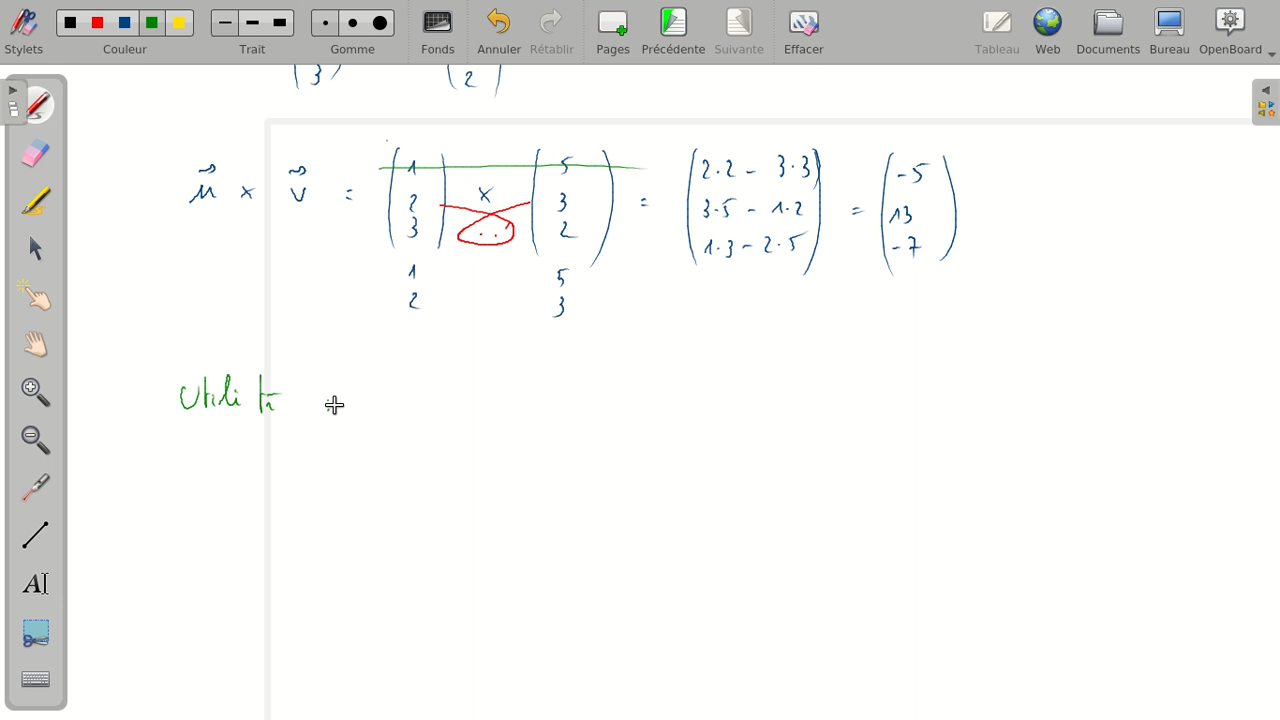 Stylets Couleur Trait Gomme Fonds Annuler Rétablir Pages Précédente Suivante Effacer Tableau Web Documents Bureau OpenBoard
3 2
u⃗ × v⃗ = (1 2 3) × (5 3 2) = (2·2 - 3·3 3·5 - 1·2 1·3 - 2·5) = (-5 13 -7)
1 5
2 3
Utilité
A